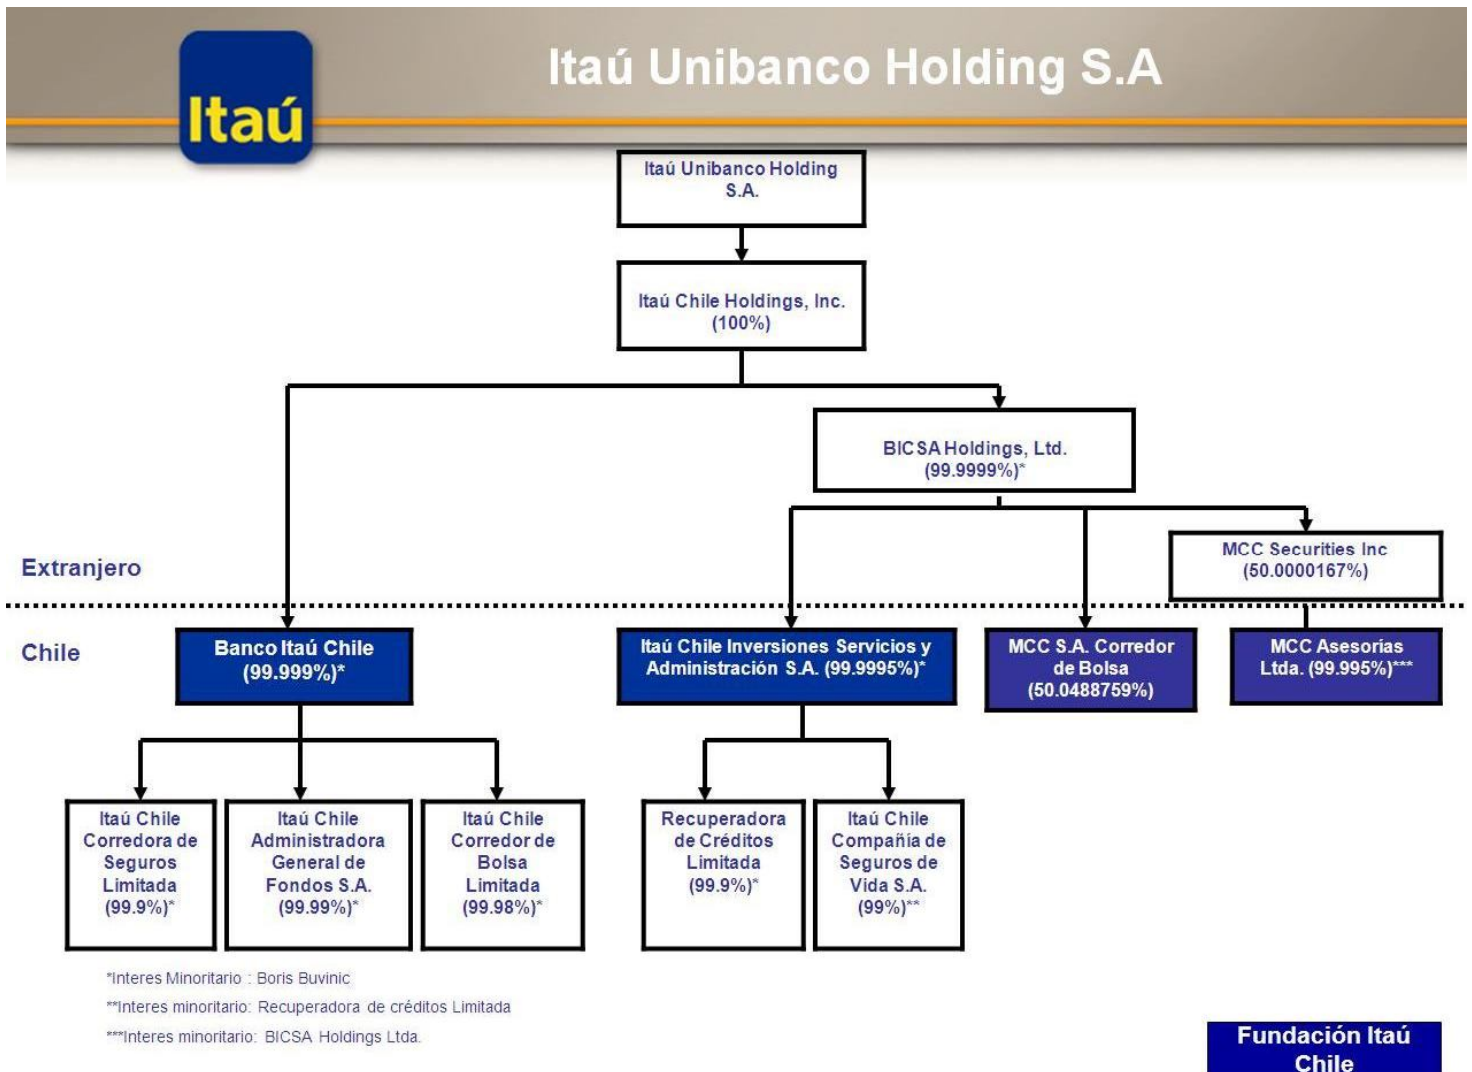 Itaú
Itaú Unibanco Holding S.A
Itaú Unibanco Holding
S.A.
Itaú Chile Holdings, Inc.
(100%)
BICSA Holdings, Ltd.
(99.9999%)*
MCC Securities Inc
(50.0000167%)
Extranjero
Chile
Banco Itaú Chile
(99.999%)*
Itaú Chile Inversiones Servicios y
Administración S.A. (99.9995%)*
MCC S.A. Corredor
de Bolsa
(50.0488759%)
MCC Asesorías
Ltda. (99.995%)***
Itaú Chile
Corredora de
Seguros
Limitada
(99.9%)*
Itaú Chile
Administradora
General de
Fondos S.A.
(99.99%)*
Itaú Chile
Corredor de
Bolsa
Limitada
(99.98%)*
Recuperadora
de Créditos
Limitada
(99.9%)*
Itaú Chile
Compañía de
Seguros de
Vida S.A.
(99%)**
*Interes Minoritario : Boris Buvinic
**Interes minoritario: Recuperadora de créditos Limitada
***Interes minoritario: BICSA Holdings Ltda.
Fundación Itaú
Chile